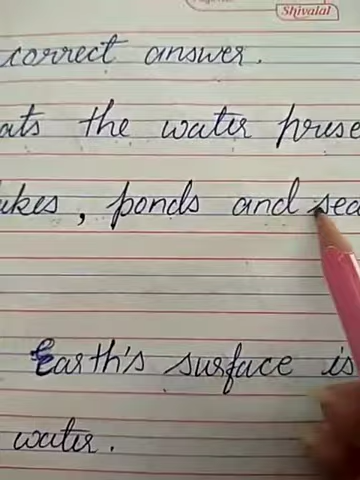 Shivalal
correct answer.
the water
ponds and
Earth's surface is
water.